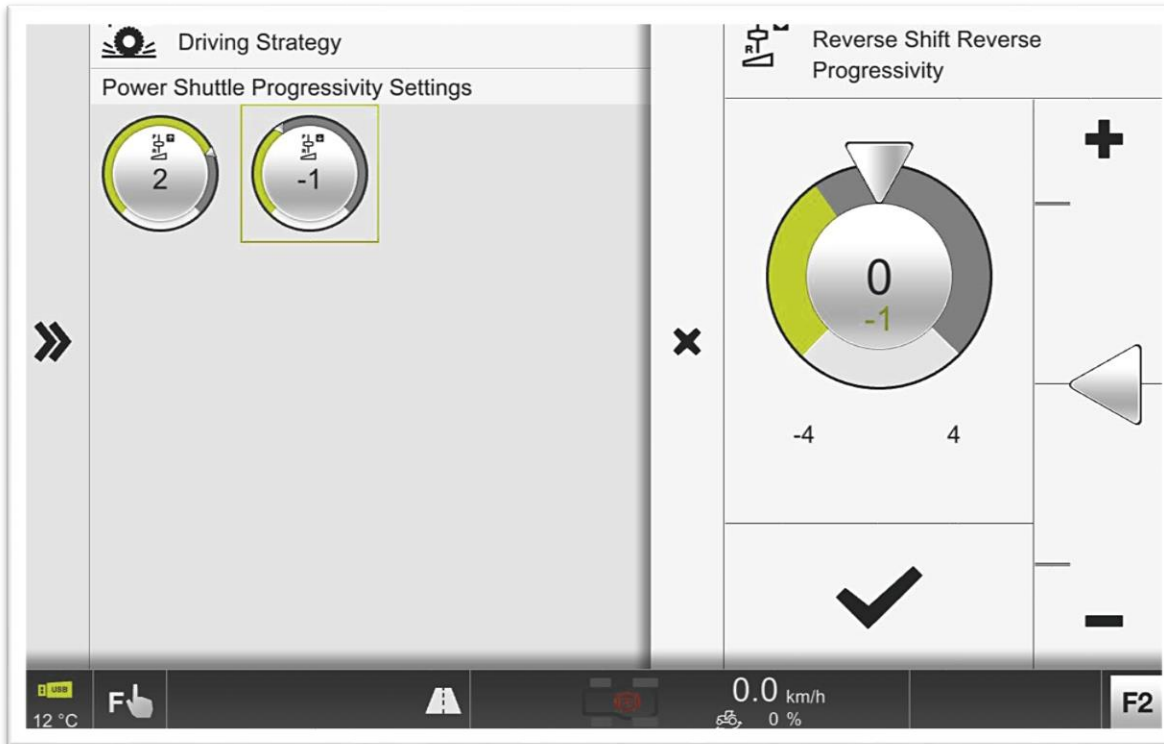 Driving Strategy
Power Shuttle Progressivity Settings
2
-1
Reverse Shift Reverse
Progressivity
0
-1
-4
4
USB
12 °C
F
0.0 km/h
0 %
F2